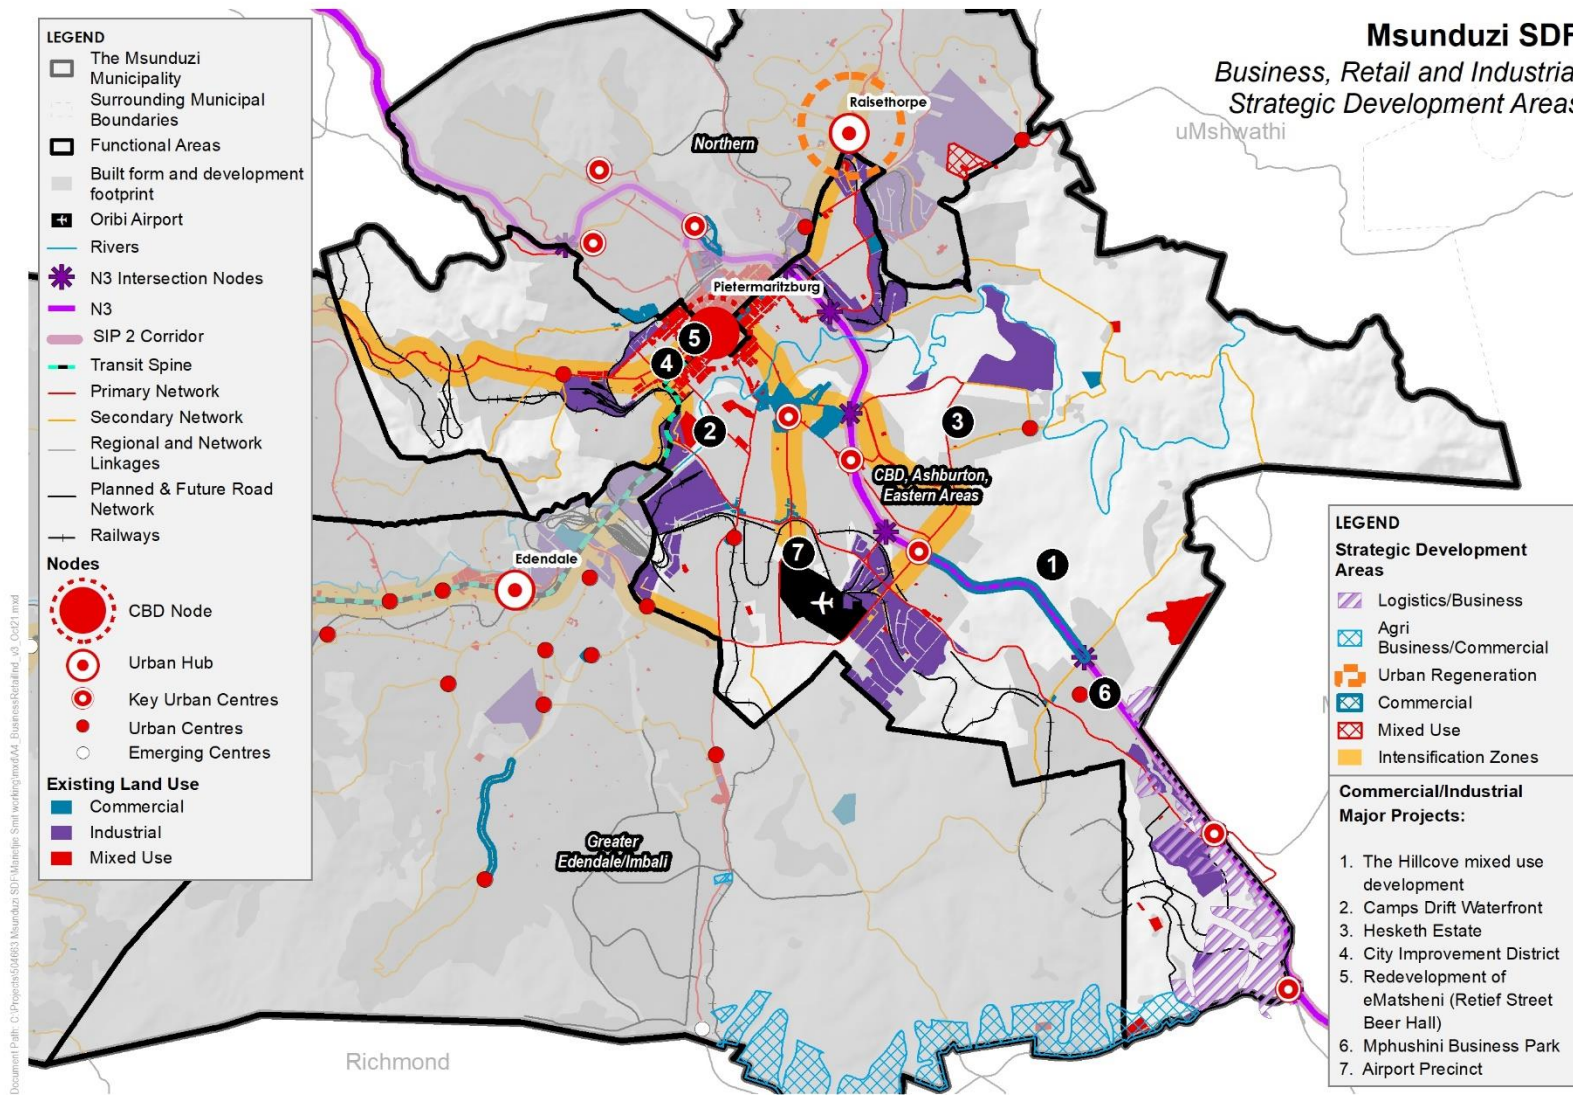 LEGEND
The Msunduzi
Municipality
Surrounding Municipal
Boundaries
Functional Areas
Built form and development
footprint
Oribi Airport
Rivers
N3 Intersection Nodes
N3
SIP 2 Corridor
Transit Spine
Primary Network
Secondary Network
Regional and Network
Linkages
Planned & Future Road
Network
Railways
Nodes
CBD Node
Urban Hub
Key Urban Centres
Urban Centres
Emerging Centres
Existing Land Use
Commercial
Industrial
Mixed Use
Msunduzi SDF
Business, Retail and Industrial
Strategic Development Areas
uMshwathi
Raisethorpe
Northern
Pietermaritzburg
5
4
2
3
CBD, Ashburton,
Eastern Areas
Edendale
7
1
6
Greater
Edendale/Imbali
Richmond
LEGEND
Strategic Development
Areas
Logistics/Business
Agri
Business/Commercial
Urban Regeneration
Commercial
Mixed Use
Intensification Zones
Commercial/Industrial
Major Projects:
1. The Hillcove mixed use
development
2. Camps Drift Waterfront
3. Hesketh Estate
4. City Improvement District
5. Redevelopment of
eMatsheni (Retief Street
Beer Hall)
6. Mphushini Business Park
7. Airport Precinct